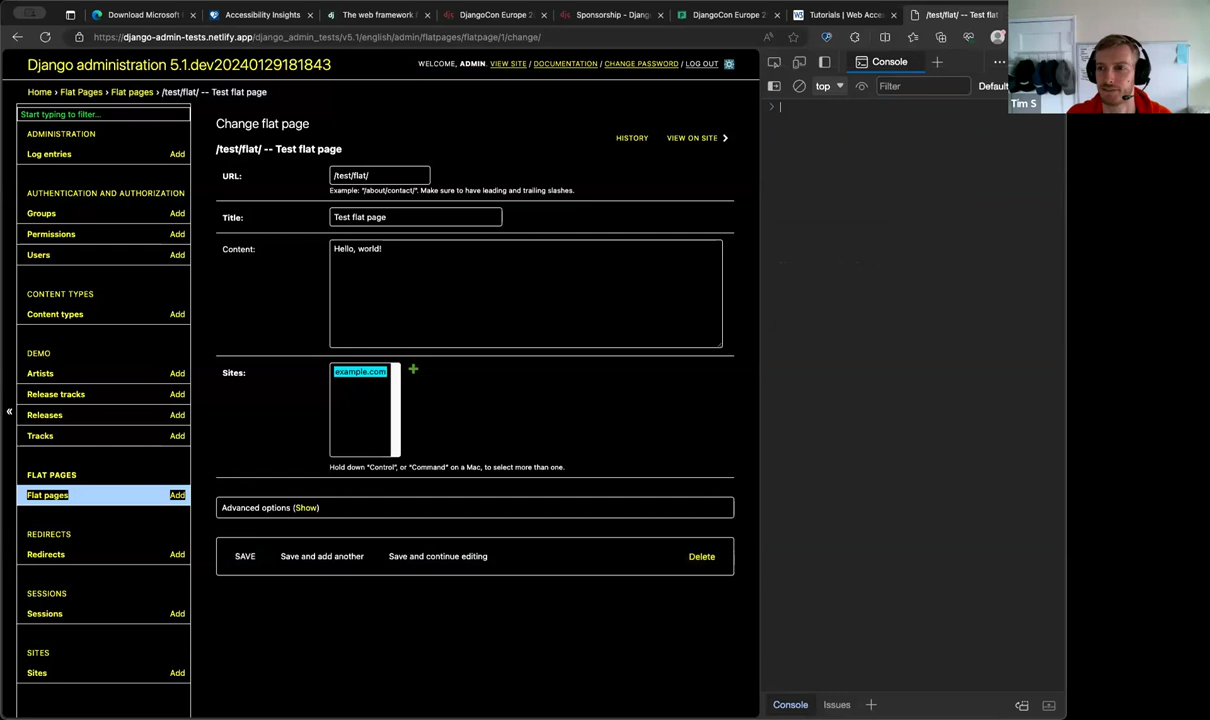 Download Microsoft
Accessibility Insights
The web framework
DjangoCon Europe 2
Sponsorship - Djang
DjangoCon Europe 2
Tutorials | Web Acces
/test/flat/ -- Test flat
https://django-admin-tests.netlify.app/django_admin_tests/v5.1/english/admin/flatpages/flatpage/1/change/
Django administration 5.1.dev20240129181843
WELCOME, ADMIN. VIEW SITE / DOCUMENTATION / CHANGE PASSWORD / LOG OUT
Home › Flat Pages › Flat pages › /test/flat/ -- Test flat page
Start typing to filter...
ADMINISTRATION
Log entries Add
AUTHENTICATION AND AUTHORIZATION
Groups Add
Permissions Add
Users Add
CONTENT TYPES
Content types Add
DEMO
Artists Add
Release tracks Add
Releases Add
Tracks Add
FLAT PAGES
Flat pages Add
REDIRECTS
Redirects Add
SESSIONS
Sessions Add
SITES
Sites Add
«
Change flat page
HISTORY VIEW ON SITE
/test/flat/ -- Test flat page
URL: /test/flat/
Example: “/about/contact/”. Make sure to have leading and trailing slashes.
Title: Test flat page
Content: Hello, world!
Sites: example.com
Hold down “Control”, or “Command” on a Mac, to select more than one.
Advanced options (Show)
SAVE Save and add another Save and continue editing Delete
Console
top Filter Default
Console Issues
Tim S